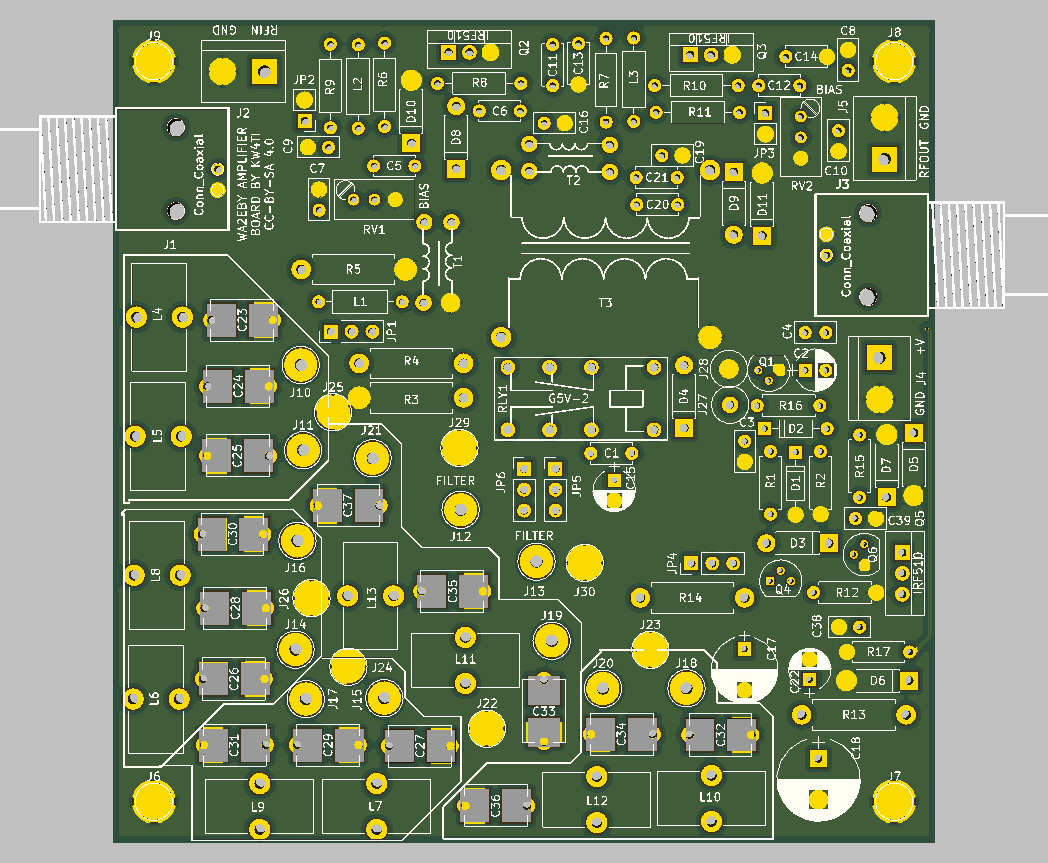 J9
GND RFIN
J2
JP2
R9
L2
R6
D10
IRF510
Q2
R8
C6
D8
C11
C13
R7
L3
IRF510
Q3
R10
R11
C14
C12
C8
J8
BIAS
J5
RFOUT GND
C9
C5
C16
JP3
C10
Conn_Coaxial
WA2EBY AMPLIFIER
BOARD BY KW4TI
CC-BY-SA 4.0
C7
RV1
BIAS
T2
C19
C21
C20
D9
D11
RV2
J3
Conn_Coaxial
J1
R5
T1
L1
JP1
T3
L4
C23
C4
+V
GND J4
R4
R3
J10
J25
C24
RLY1
G5V-2
D4
J28
J27
Q1
C2
R16
D2
L5
C25
J11
J21
J29
FILTER
C1
C15
JP6
JP5
C3
R1
D1
R2
R15
D7
D5
C37
J12
C39
Q5
C30
J16
L8
J26
L13
C35
FILTER
J13
J30
D3
Q6
IRF510
JP4
Q4
R14
R12
C28
J14
L11
J19
J23
C17
C38
R17
C26
L6
J17
J15
J24
J20
J18
C22
D6
C33
J22
R13
C31
C29
C27
C34
C32
C18
J6
L9
L7
C36
L12
L10
J7